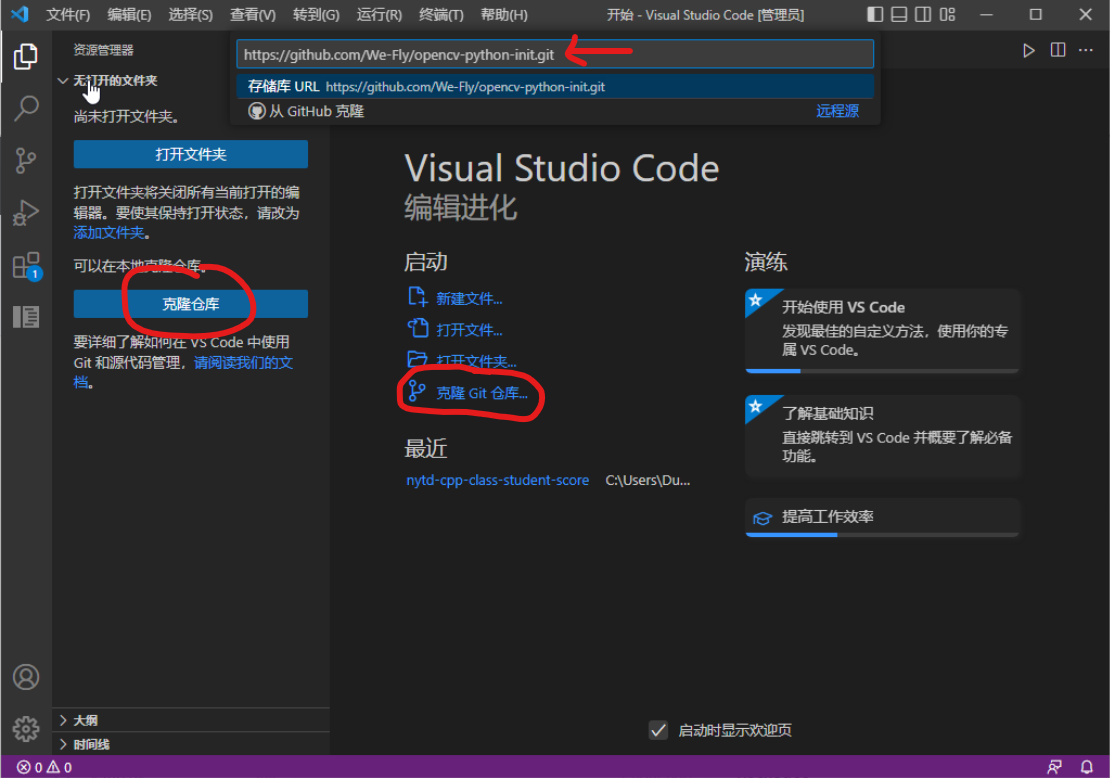 文件(F) 编辑(E) 选择(S) 查看(V) 转到(G) 运行(R) 终端(T) 帮助(H) 开始 - Visual Studio Code [管理员]
https://github.com/We-Fly/opencv-python-init.git
存储库 URL https://github.com/We-Fly/opencv-python-init.git
从 GitHub 克隆 远程源
资源管理器
无打开的文件夹
尚未打开文件夹。
打开文件夹
打开文件夹将关闭所有当前打开的编
辑器。要使其保持打开状态，请改为
添加文件夹。
可以在本地克隆仓库。
克隆仓库
要详细了解如何在 VS Code 中使用
Git 和源代码管理，请阅读我们的文
档。
1
大纲
时间线
Visual Studio Code
编辑进化
启动
新建文件...
打开文件...
打开文件夹...
克隆 Git 仓库...
最近
nytd-cpp-class-student-score C:\Users\Du...
演练
开始使用 VS Code
发现最佳的自定义方法，使用你的专
属 VS Code。
了解基础知识
直接跳转到 VS Code 并概要了解必备
功能。
提高工作效率
启动时显示欢迎页
0 0